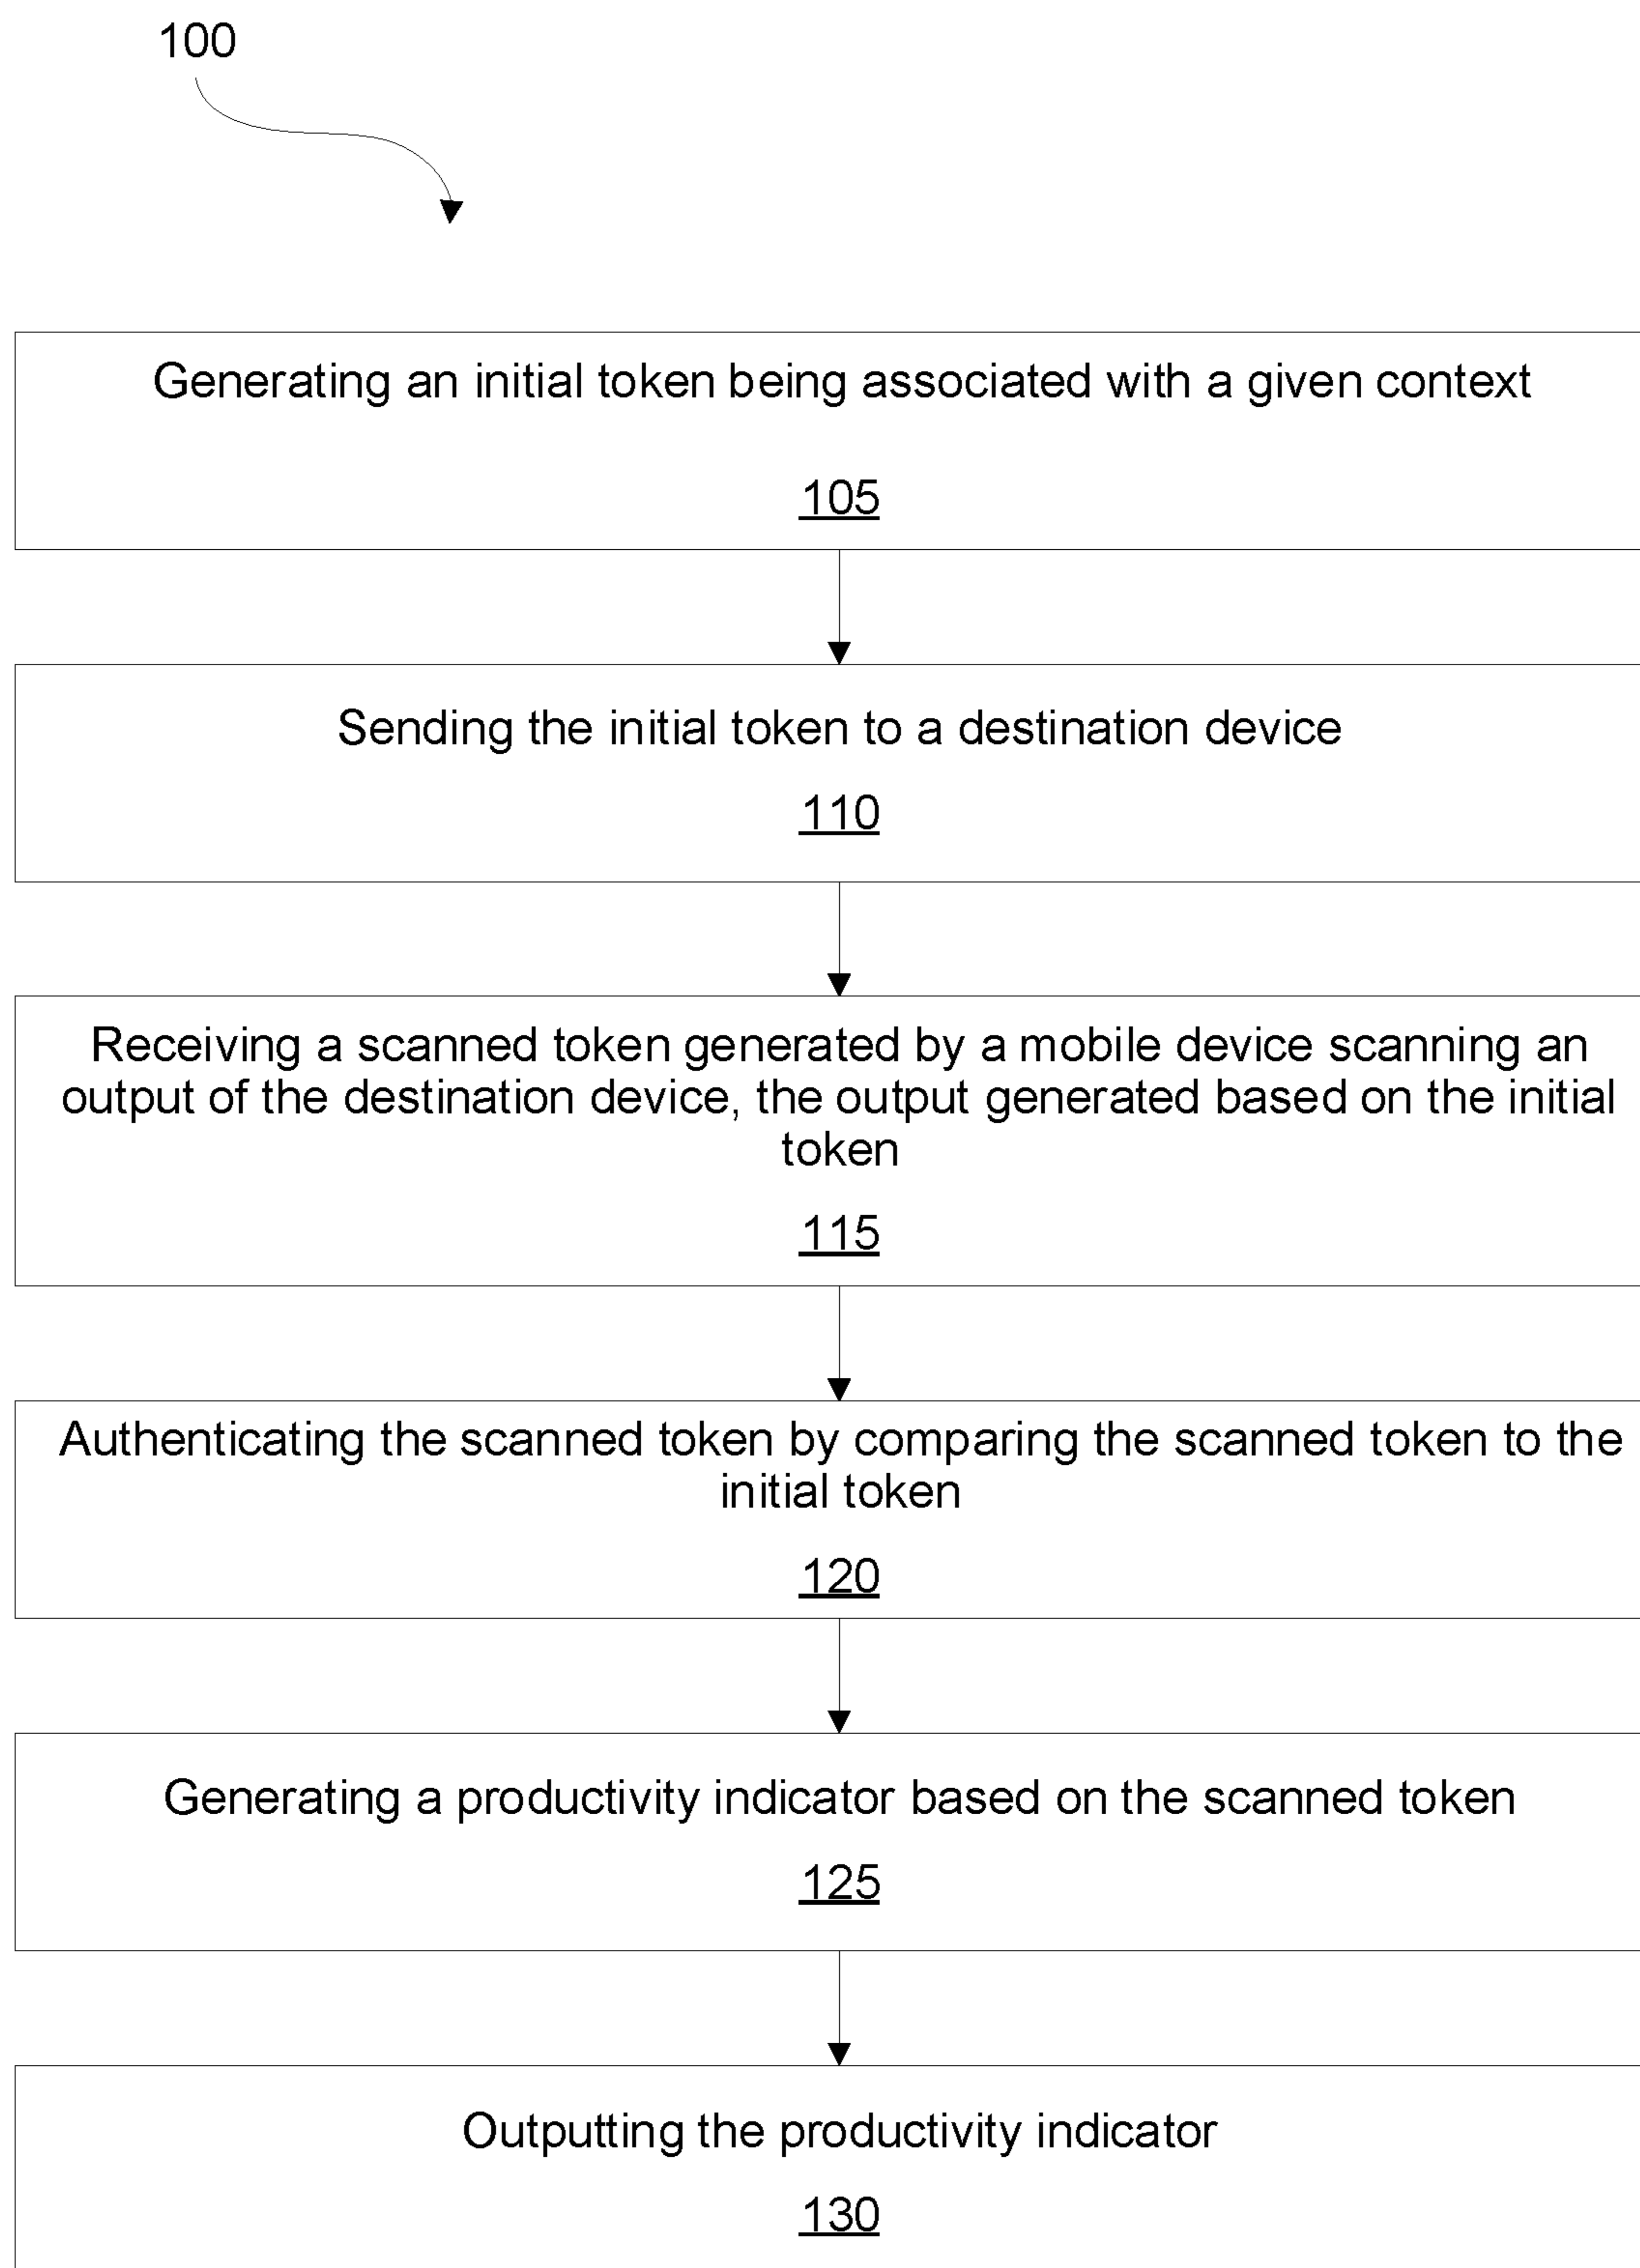 100
Generating an initial token being associated with a given context
105
Sending the initial token to a destination device
110
Receiving a scanned token generated by a mobile device scanning an
output of the destination device, the output generated based on the initial
token
115
Authenticating the scanned token by comparing the scanned token to the
initial token
120
Generating a productivity indicator based on the scanned token
125
Outputting the productivity indicator
130